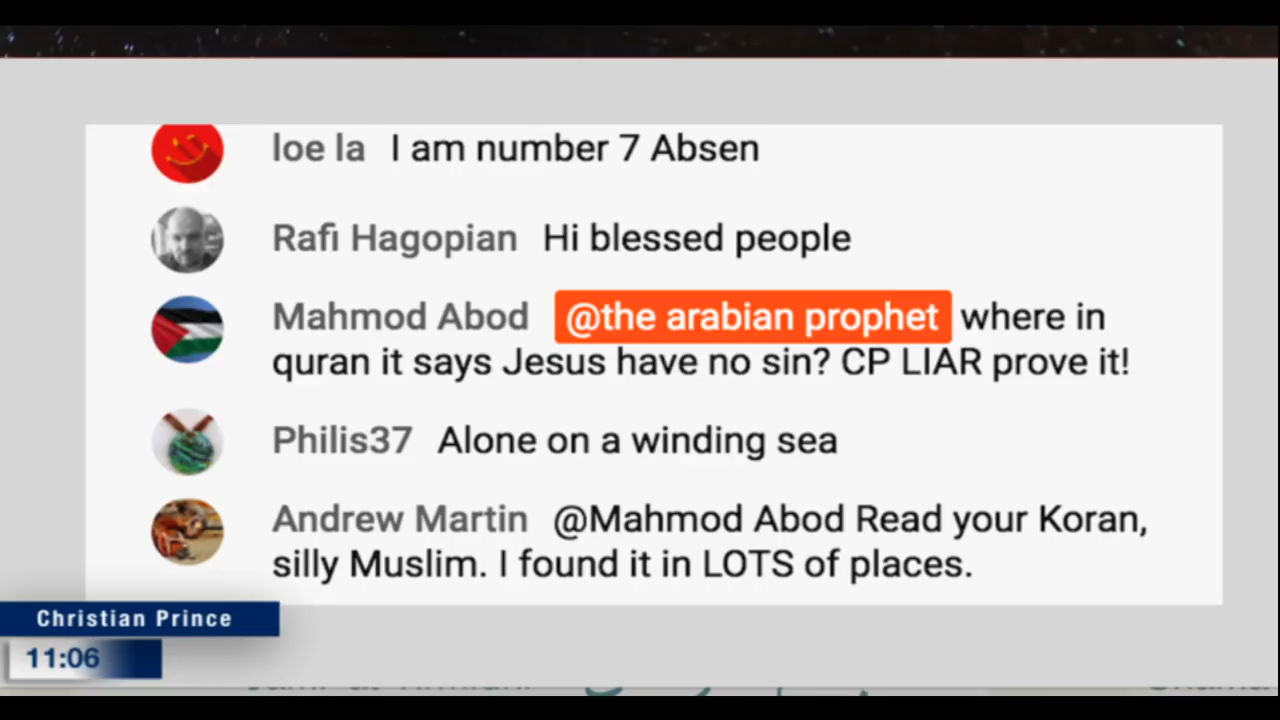 loe la I am number 7 Absen
Rafi Hagopian Hi blessed people
Mahmod Abod @the arabian prophet where in
quran it says Jesus have no sin? CP LIAR prove it!
Philis37 Alone on a winding sea
Andrew Martin @Mahmod Abod Read your Koran,
silly Muslim. I found it in LOTS of places.
Christian Prince
11:06